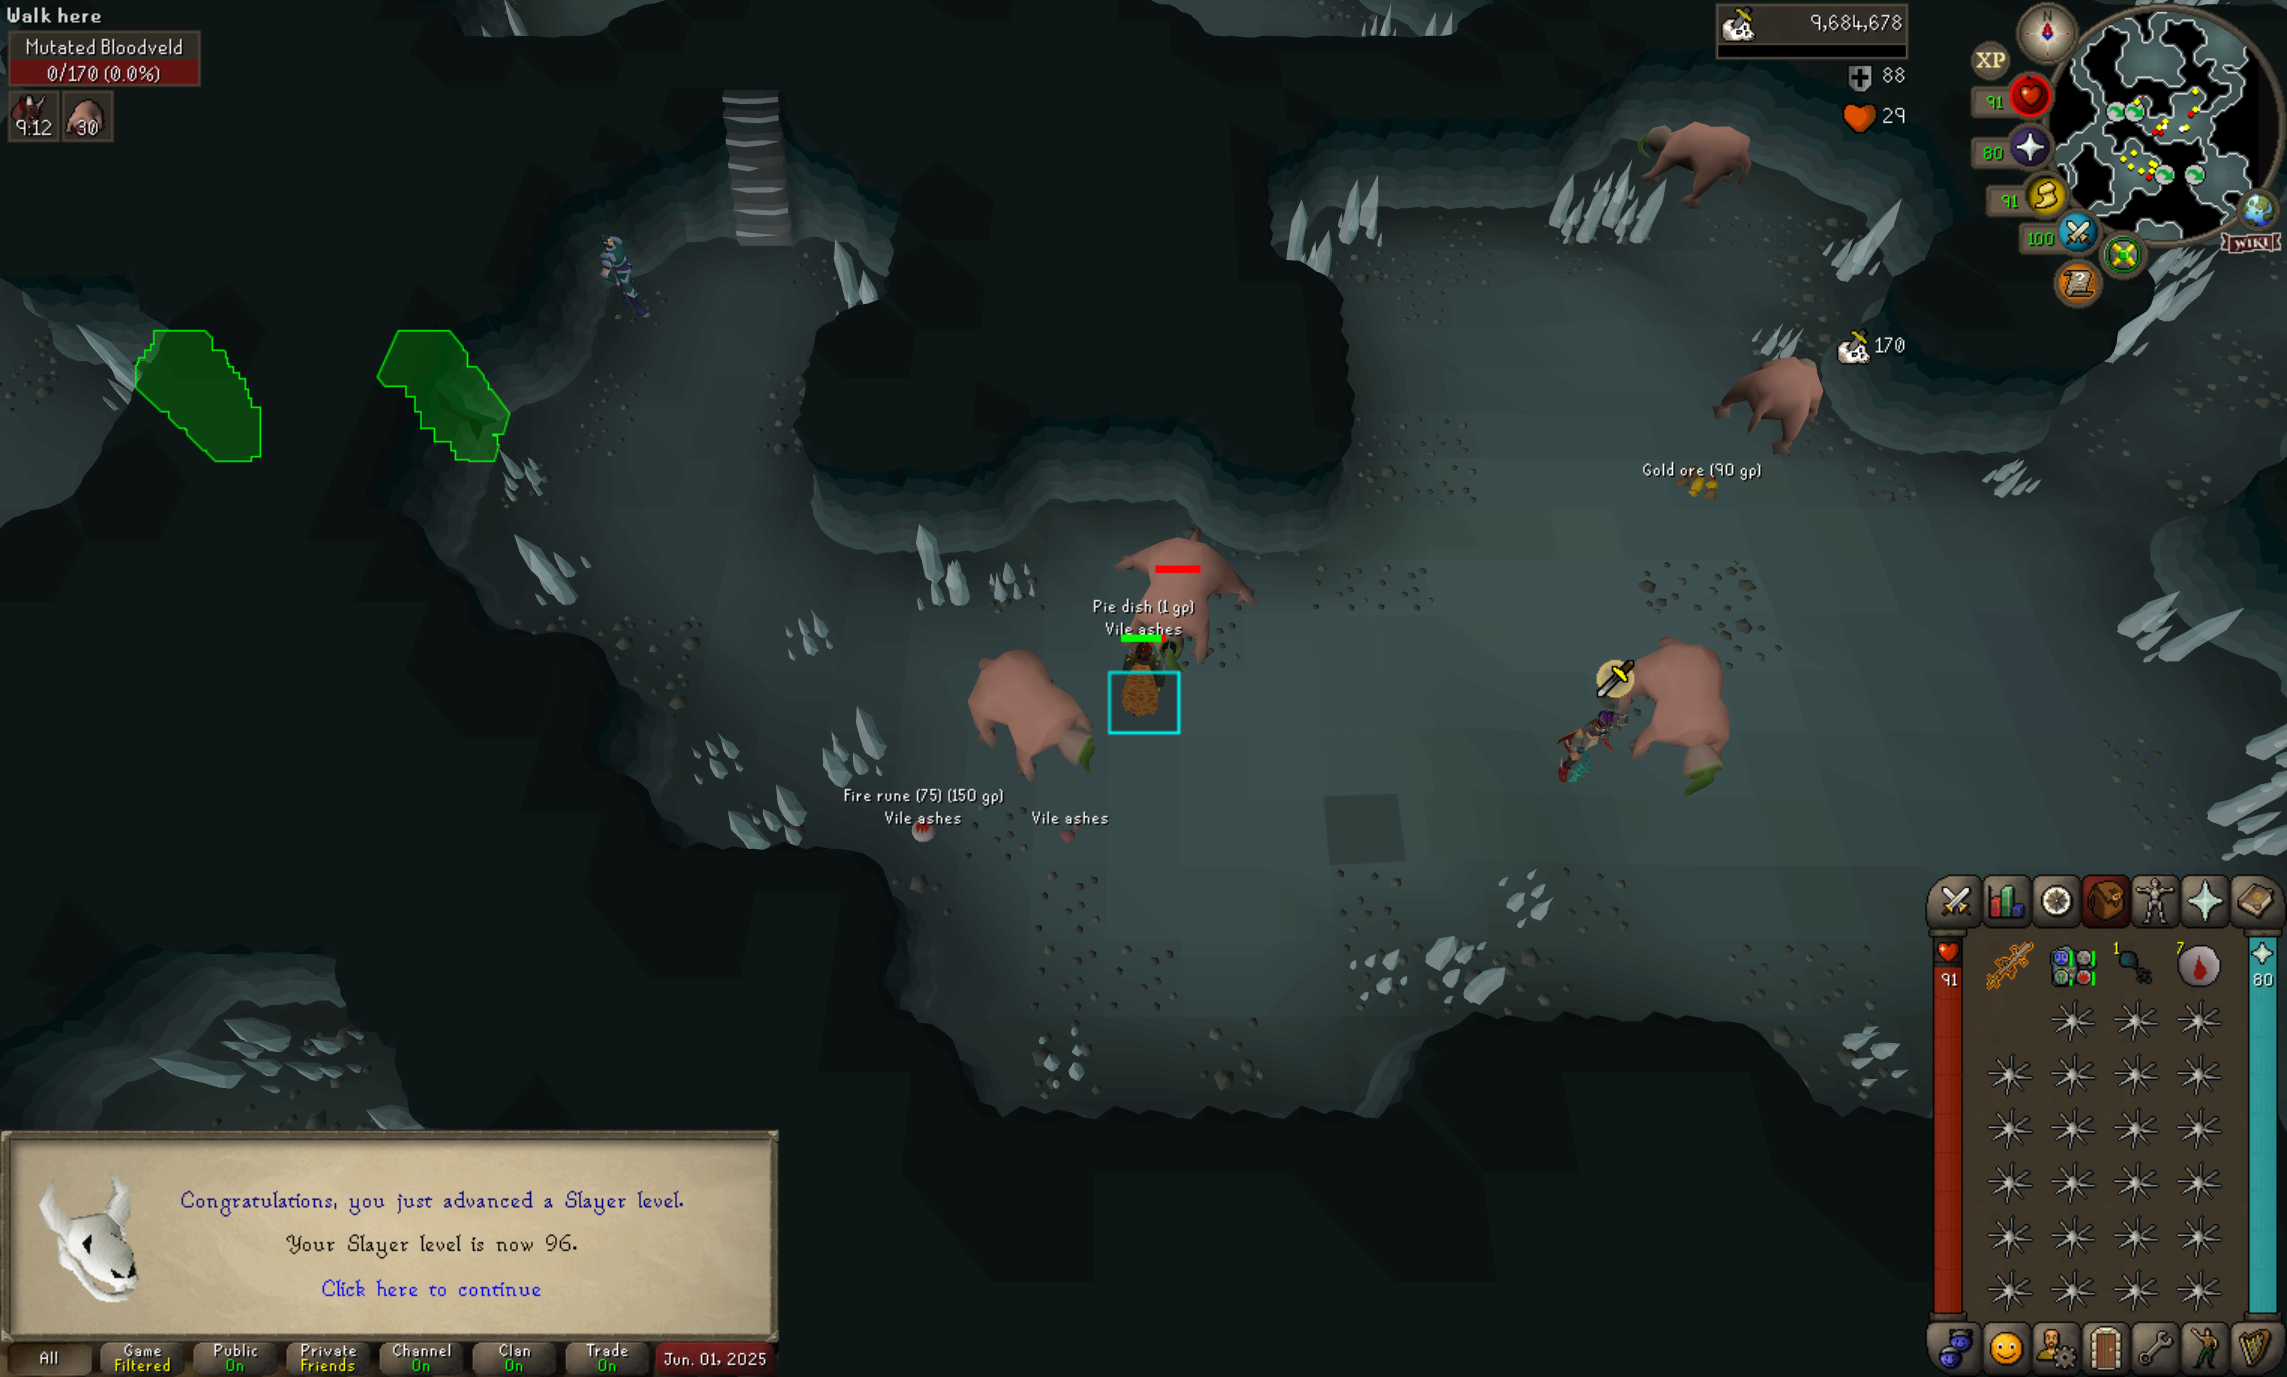 Walk here
Mutated Bloodveld
0/170 (0.0%)
9:12
30
9,684,678
88
29
170
N
XP
91
80
91
100
WIKI
Gold ore (90 gp)
Pie dish (1 gp)
Vile ashes
Fire rune (75) (150 gp)
Vile ashes
Vile ashes
91
1
7
80
Congratulations, you just advanced a Slayer level.
Your Slayer level is now 96.
Click here to continue
All
Game
Filtered
Public
On
Private
Friends
Channel
On
Clan
On
Trade
On
Jun. 01, 2025